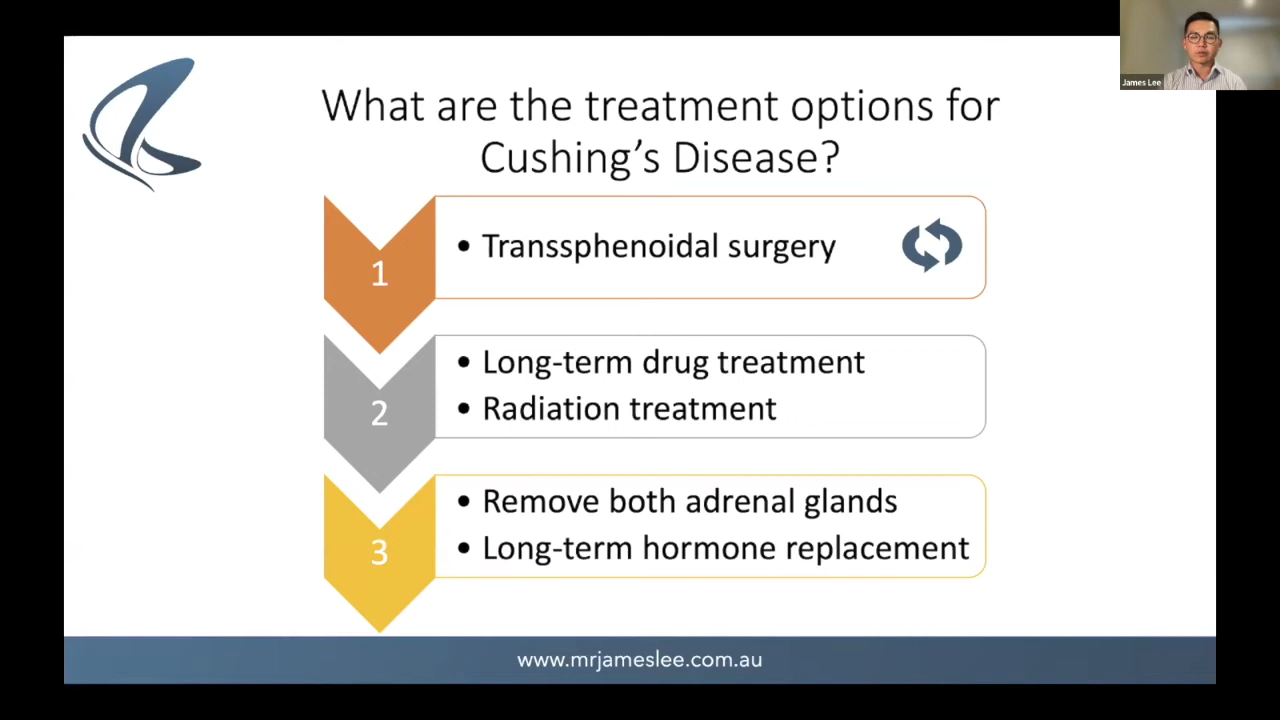 James Lee
What are the treatment options for
Cushing’s Disease?
1
• Transsphenoidal surgery
2
• Long-term drug treatment
• Radiation treatment
3
• Remove both adrenal glands
• Long-term hormone replacement
www.mrjameslee.com.au